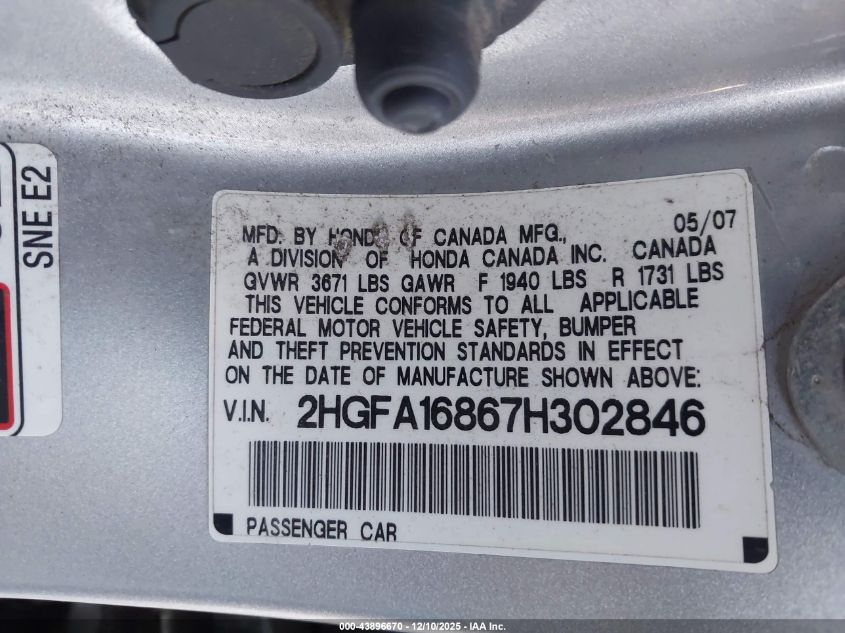 SNE E2
05/07
MFD. BY HONDA OF CANADA MFG.,
A DIVISION OF HONDA CANADA INC. CANADA
GVWR 3671 LBS GAWR F 1940 LBS R 1731 LBS
THIS VEHICLE CONFORMS TO ALL APPLICABLE
FEDERAL MOTOR VEHICLE SAFETY, BUMPER
AND THEFT PREVENTION STANDARDS IN EFFECT
ON THE DATE OF MANUFACTURE SHOWN ABOVE:
V.I.N. 2HGFA16867H302846
PASSENGER CAR
000-43896670 - 12/10/2025 - IAA Inc.